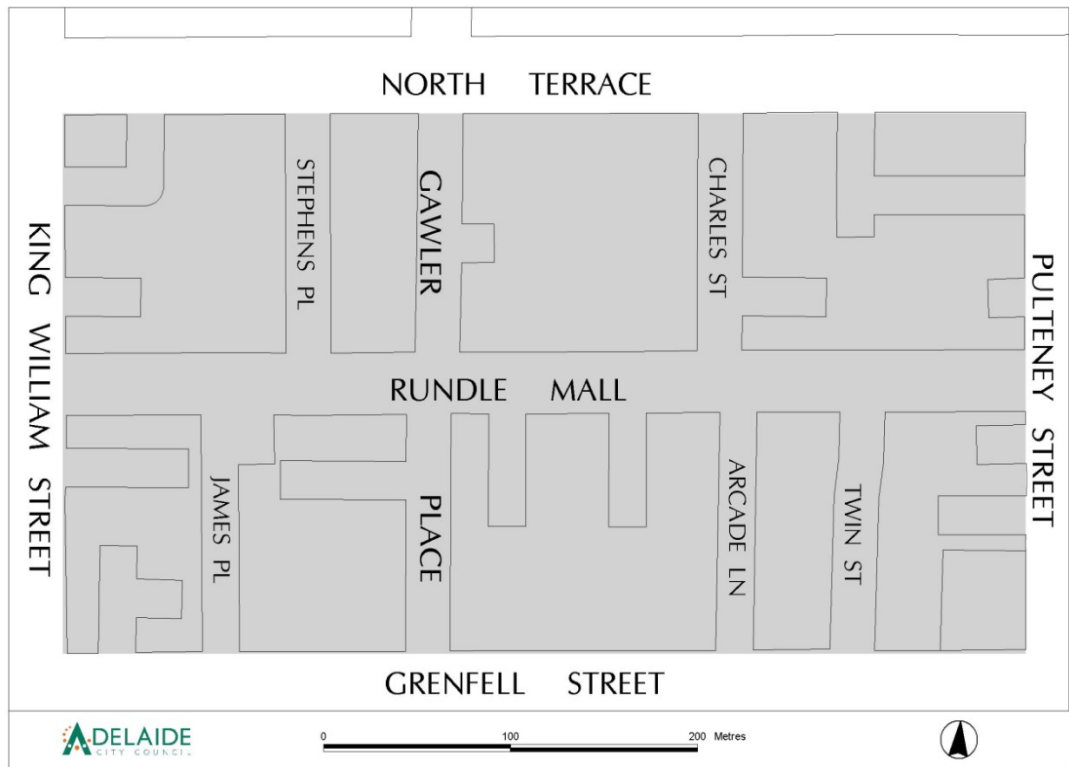 NORTH TERRACE
STEPHENS PL
GAWLER
CHARLES ST
KING WILLIAM STREET
PULTENEY STREET
RUNDLE MALL
JAMES PL
PLACE
ARCADE LN
TWIN ST
GRENFELL STREET
ADELAIDE
CITY COUNCIL
0 100 200 Metres